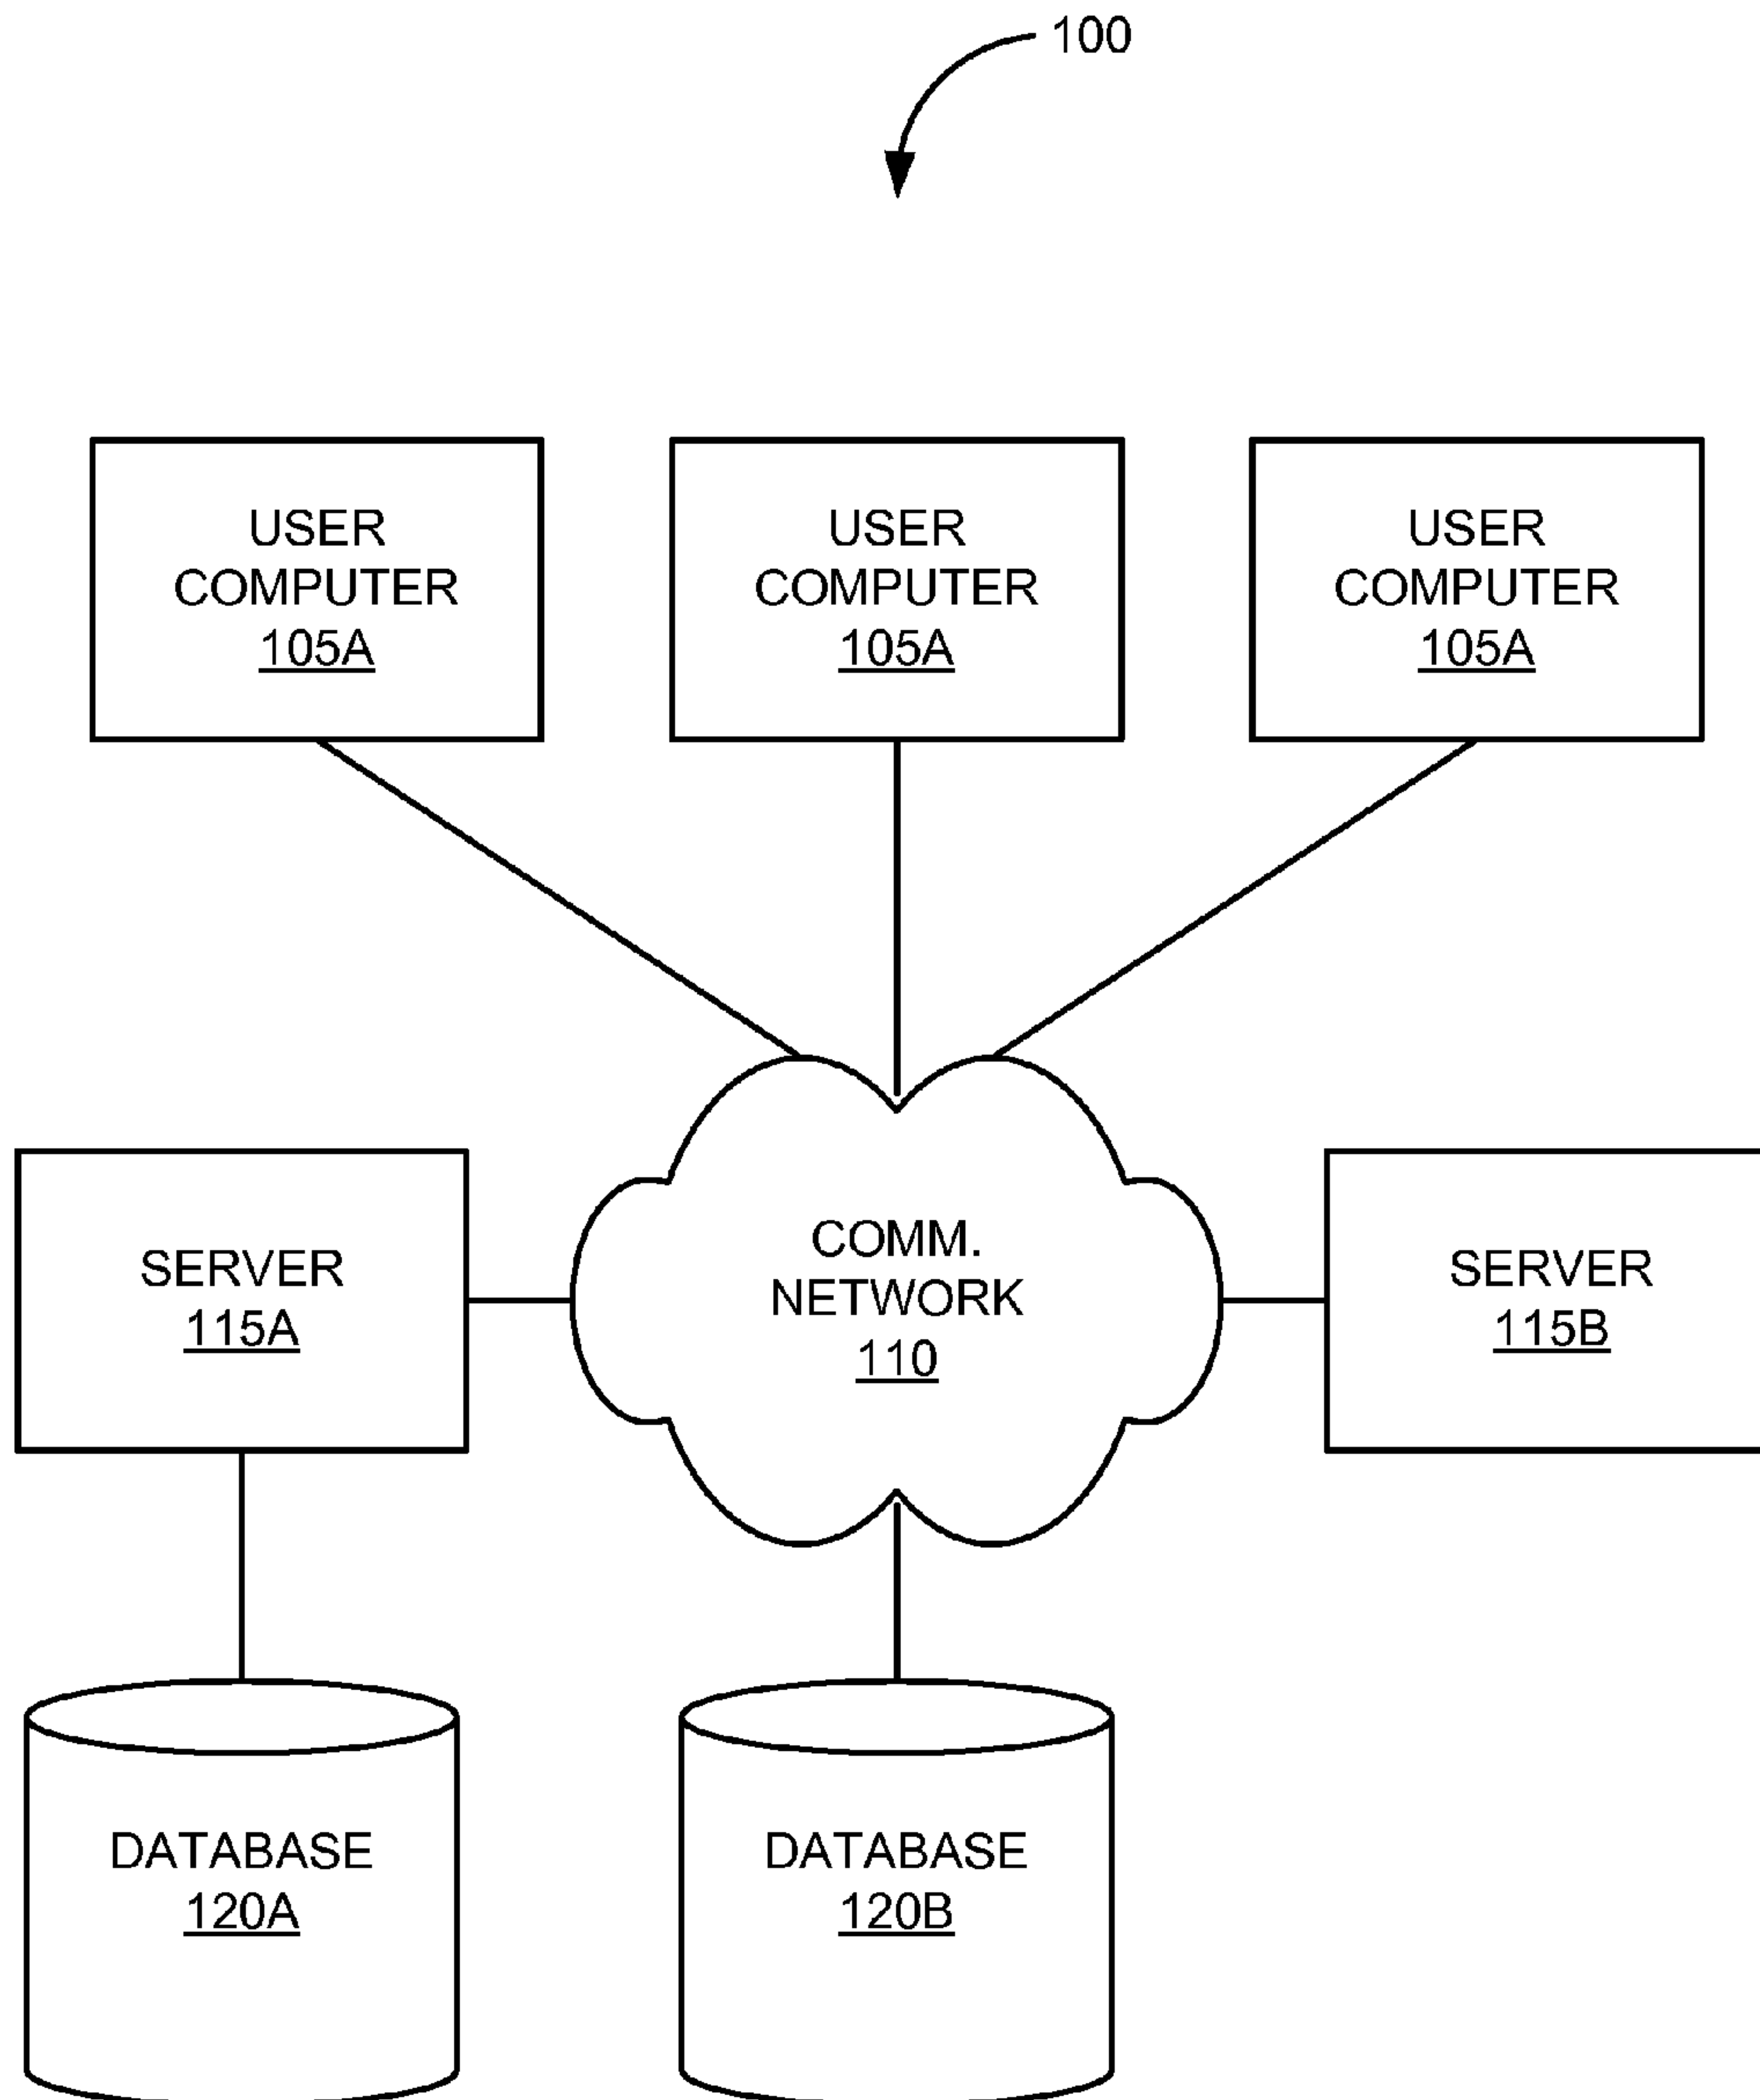 100
USER
COMPUTER
105A
USER
COMPUTER
105A
USER
COMPUTER
105A
COMM.
NETWORK
110
SERVER
115A
SERVER
115B
DATABASE
120A
DATABASE
120B